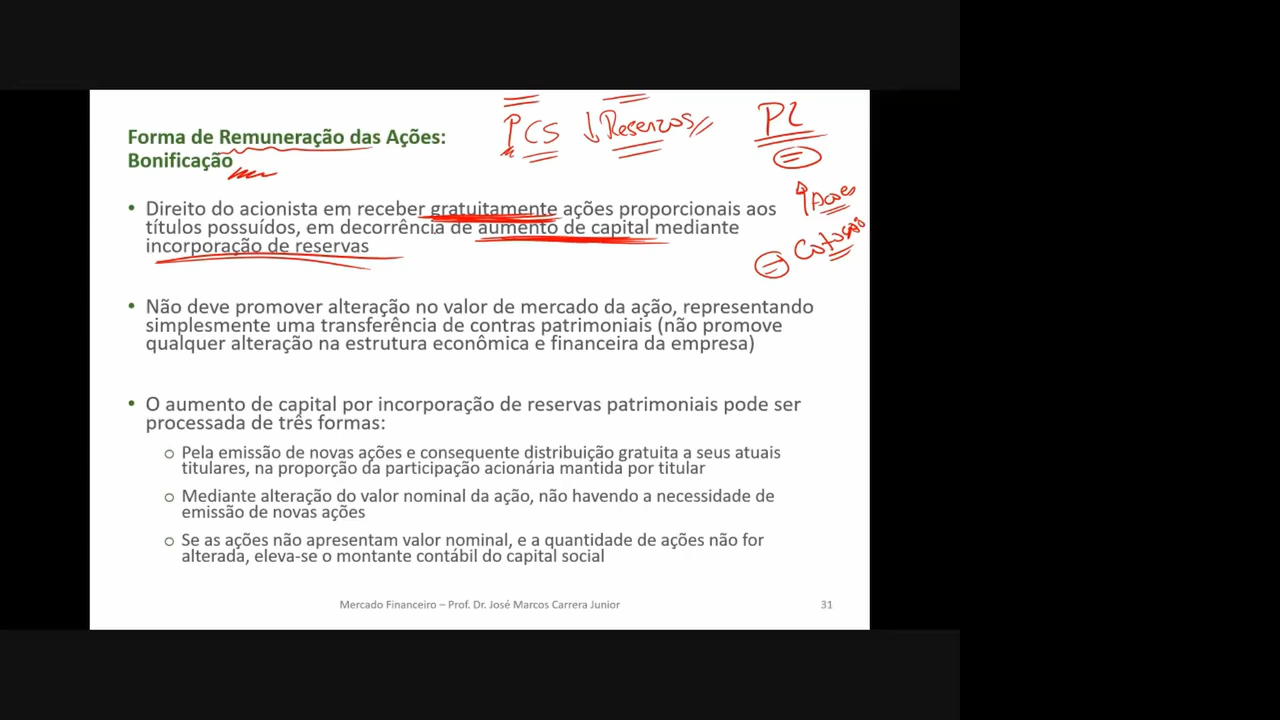 ↑ CS ↓ Reservas PL
Forma de Remuneração das Ações:
Bonificação
=
↑ Ações
Direito do acionista em receber gratuitamente ações proporcionais aos
títulos possuídos, em decorrência de aumento de capital mediante
incorporação de reservas
= Cotação
Não deve promover alteração no valor de mercado da ação, representando
simplesmente uma transferência de contras patrimoniais (não promove
qualquer alteração na estrutura econômica e financeira da empresa)
O aumento de capital por incorporação de reservas patrimoniais pode ser
processada de três formas:
Pela emissão de novas ações e consequente distribuição gratuita a seus atuais
titulares, na proporção da participação acionária mantida por titular
Mediante alteração do valor nominal da ação, não havendo a necessidade de
emissão de novas ações
Se as ações não apresentam valor nominal, e a quantidade de ações não for
alterada, eleva-se o montante contábil do capital social
Mercado Financeiro – Prof. Dr. José Marcos Carrera Junior 31